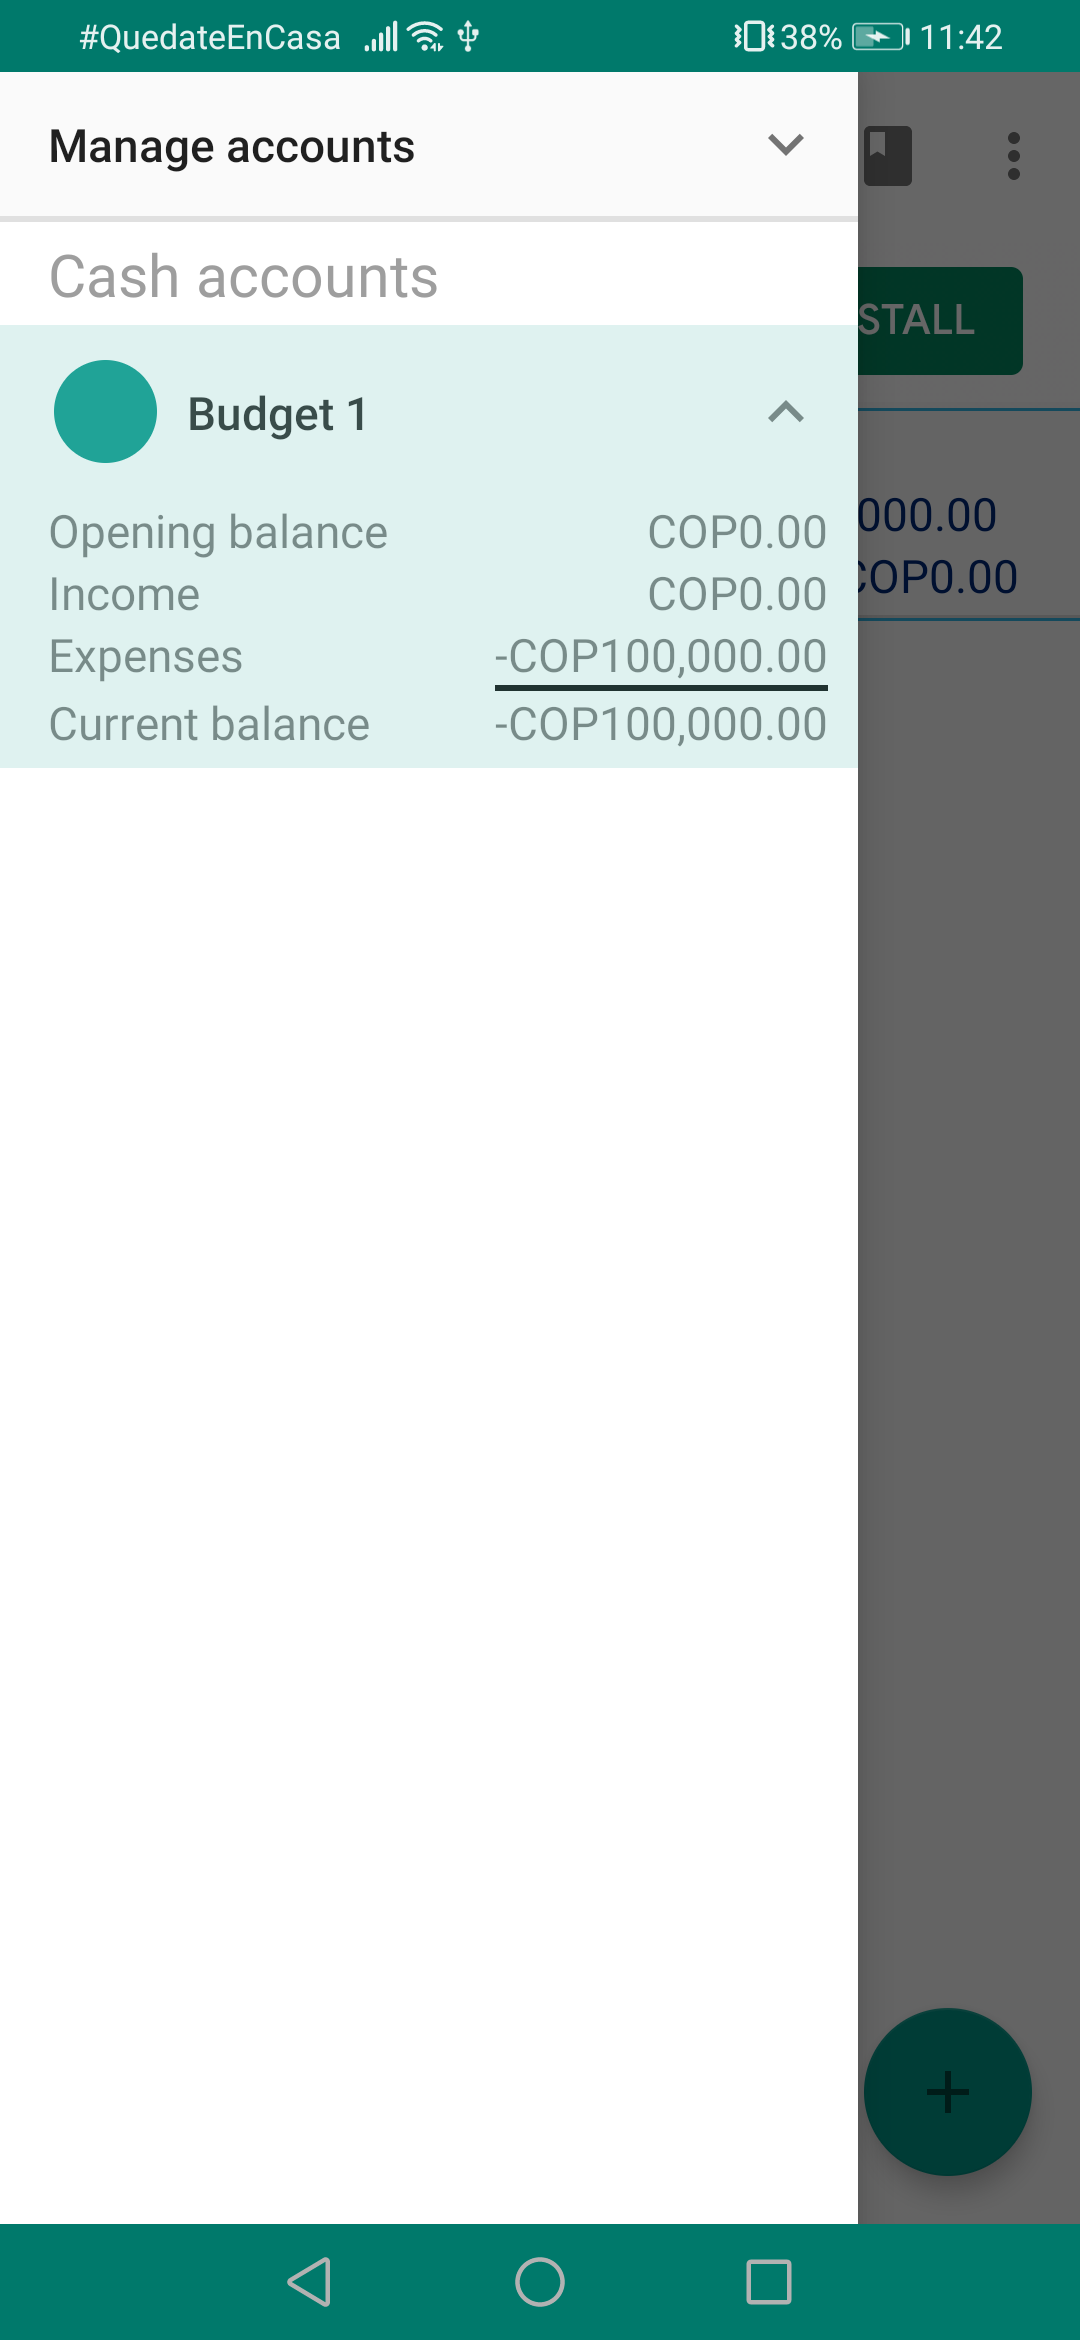 #QuedateEnCasa 38% 11:42
Manage accounts
Cash accounts
STALL
Budget 1
000.00
Opening balance COP0.00
COP0.00
Income COP0.00
Expenses -COP100,000.00
Current balance -COP100,000.00